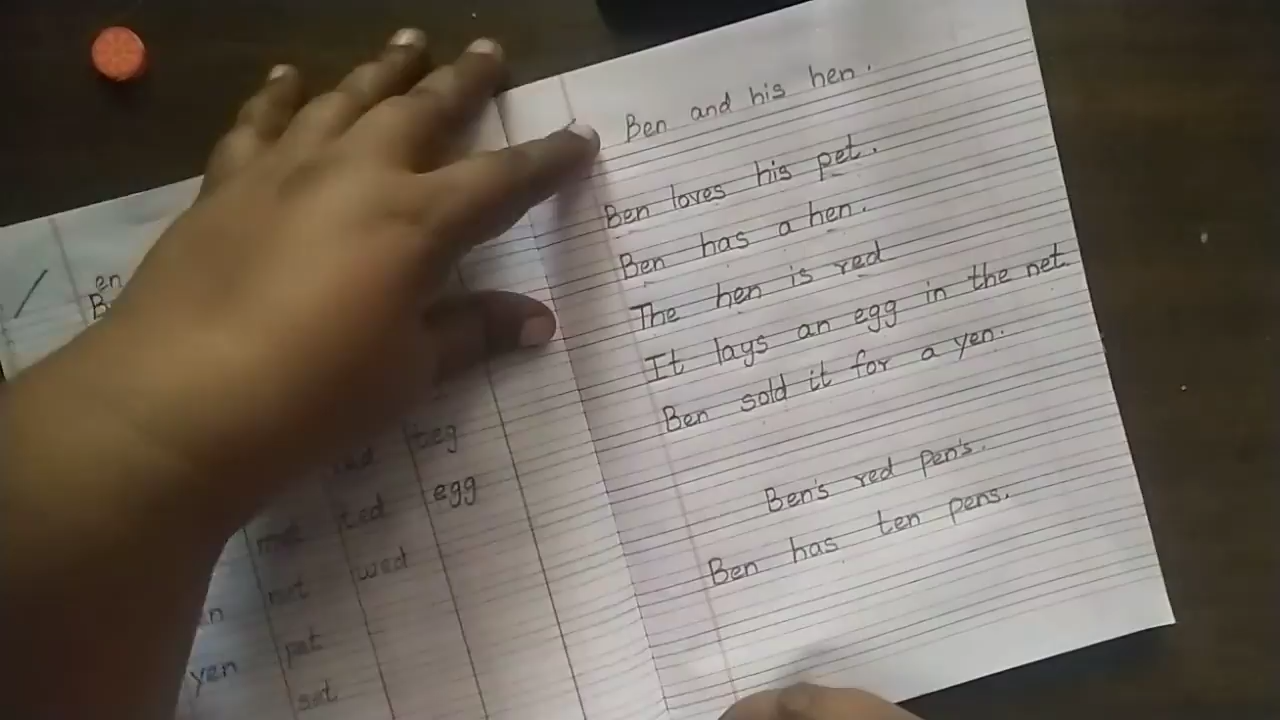 en
Ben and his hen.
Ben loves his pet.
Ben has a hen.
The hen is red
It lays an egg in the net
Ben sold it for a yen.
Ben's red pen's.
Ben has ten pens.
beg
ted egg
wed
yen pet
set